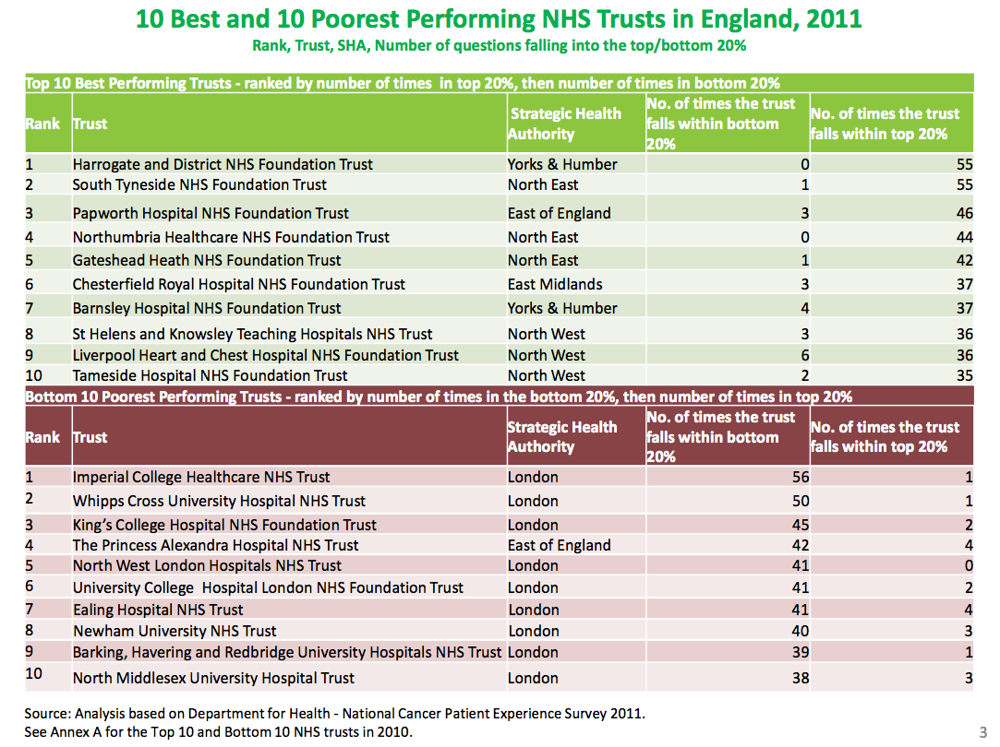 10 Best and 10 Poorest Performing NHS Trusts in England, 2011
Rank, Trust, SHA, Number of questions falling into the top/bottom 20%
Top 10 Best Performing Trusts - ranked by number of times in top 20%, then number of times in bottom 20%
Rank Trust Strategic Health Authority No. of times the trust falls within bottom 20% No. of times the trust falls within top 20%
1 Harrogate and District NHS Foundation Trust Yorks & Humber 0 55
2 South Tyneside NHS Foundation Trust North East 1 55
3 Papworth Hospital NHS Foundation Trust East of England 3 46
4 Northumbria Healthcare NHS Foundation Trust North East 0 44
5 Gateshead Heath NHS Foundation Trust North East 1 42
6 Chesterfield Royal Hospital NHS Foundation Trust East Midlands 3 37
7 Barnsley Hospital NHS Foundation Trust Yorks & Humber 4 37
8 St Helens and Knowsley Teaching Hospitals NHS Trust North West 3 36
9 Liverpool Heart and Chest Hospital NHS Foundation Trust North West 6 36
10 Tameside Hospital NHS Foundation Trust North West 2 35
Bottom 10 Poorest Performing Trusts - ranked by number of times in the bottom 20%, then number of times in top 20%
Rank Trust Strategic Health Authority No. of times the trust falls within bottom 20% No. of times the trust falls within top 20%
1 Imperial College Healthcare NHS Trust London 56 1
2 Whipps Cross University Hospital NHS Trust London 50 1
3 King's College Hospital NHS Foundation Trust London 45 2
4 The Princess Alexandra Hospital NHS Trust East of England 42 4
5 North West London Hospitals NHS Trust London 41 0
6 University College Hospital London NHS Foundation Trust London 41 2
7 Ealing Hospital NHS Trust London 41 4
8 Newham University NHS Trust London 40 3
9 Barking, Havering and Redbridge University Hospitals NHS Trust London 39 1
10 North Middlesex University Hospital Trust London 38 3
Source: Analysis based on Department for Health - National Cancer Patient Experience Survey 2011.
See Annex A for the Top 10 and Bottom 10 NHS trusts in 2010.
3